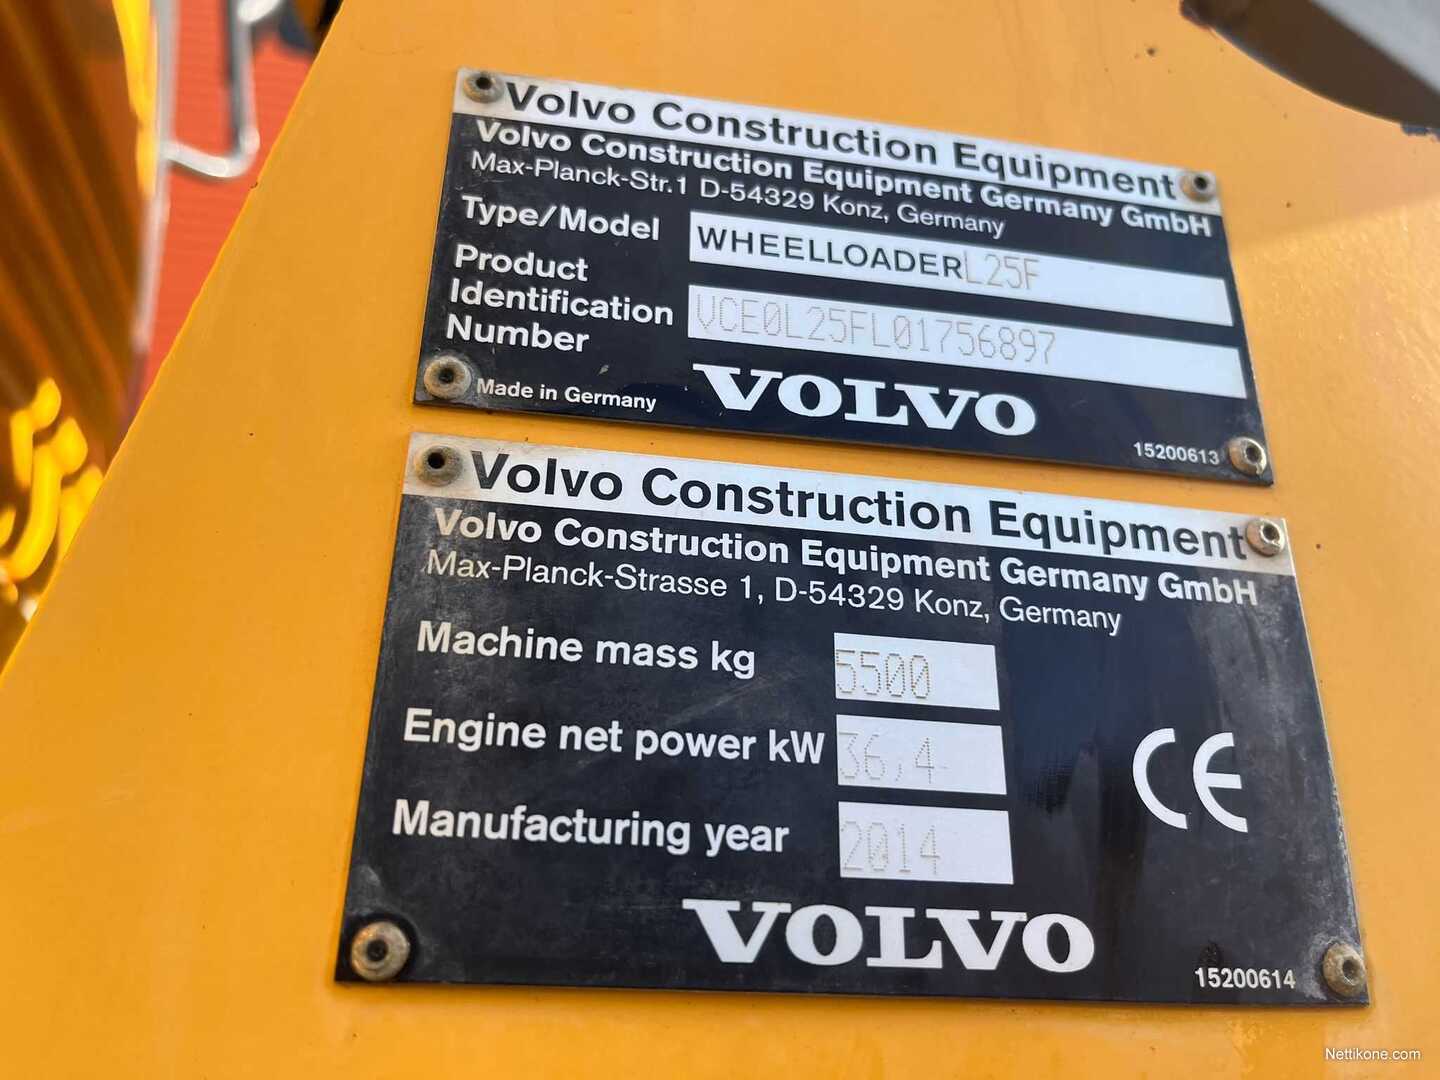 Volvo Construction Equipment
Volvo Construction Equipment Germany GmbH
Max-Planck-Str.1 D-54329 Konz, Germany
Type/Model WHEELLOADER L25F
Product
Identification VCE0L25FL01756897
Number
Made in Germany VOLVO
15200613
Volvo Construction Equipment
Volvo Construction Equipment Germany GmbH
Max-Planck-Strasse 1, D-54329 Konz, Germany
Machine mass kg 5500
Engine net power kW 36,4
CE
Manufacturing year 2014
VOLVO
15200614
Nettikone.com